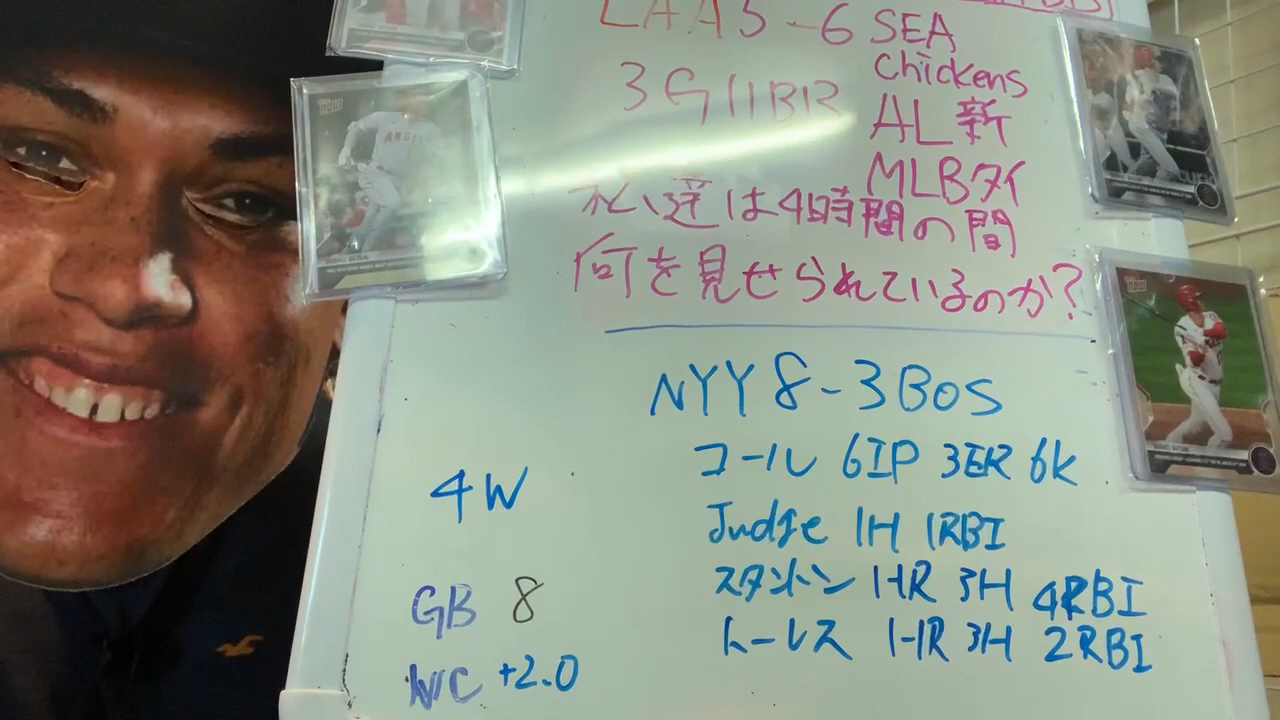 LAA 5-6 SEA
3G 11BR
Chickens
AL新
MLBタイ
私達は4時間の間
何を見せられているのか?
NYY 8-3 BOS
コール 6IP 3ER 6K
4W
Judge 1H 1RBI
スタントン 1HR 3H 4RBI
GB 8
トーレス 1HR 3H 2RBI
WC +2.0
ANGEL